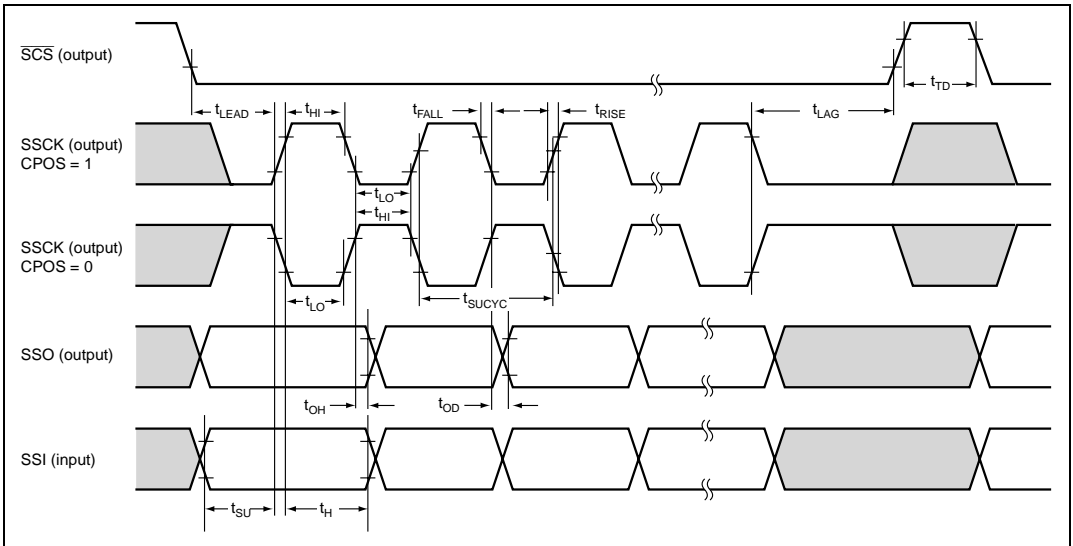 SCS (output)
tTD
tLEAD
tHI
tFALL
tRISE
tLAG
SSCK (output)
CPOS = 1
tLO
tHI
SSCK (output)
CPOS = 0
tLO
tSUCYC
SSO (output)
tOH
tOD
SSI (input)
tSU
tH